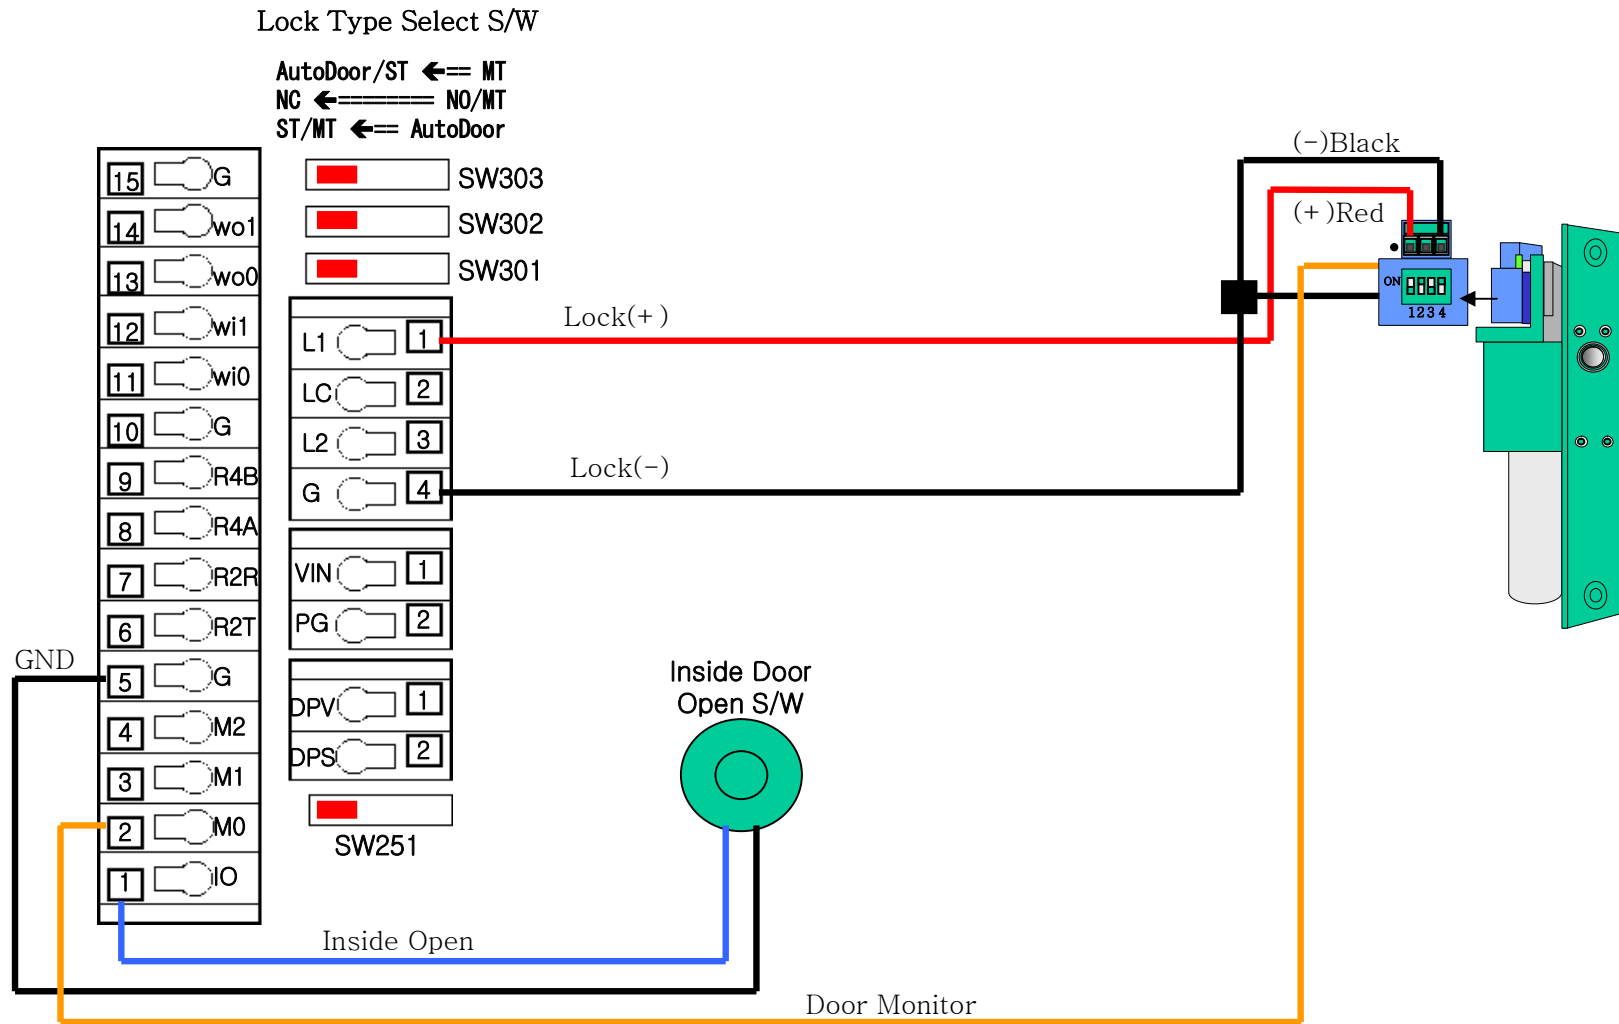 Lock Type Select S/W
AutoDoor/ST ←== MT
NC ←======== NO/MT
ST/MT ←== AutoDoor
15 G
14 wo1
13 wo0
12 wi1
11 wi0
10 G
9 R4B
8 R4A
7 R2R
6 R2T
5 G
4 M2
3 M1
2 M0
1 IO
GND
SW303
SW302
SW301
L1 1
LC 2
L2 3
G 4
VIN 1
PG 2
DPV 1
DPS 2
SW251
Lock(+)
Lock(-)
(-)Black
(+)Red
ON
1234
Inside Door
Open S/W
Inside Open
Door Monitor